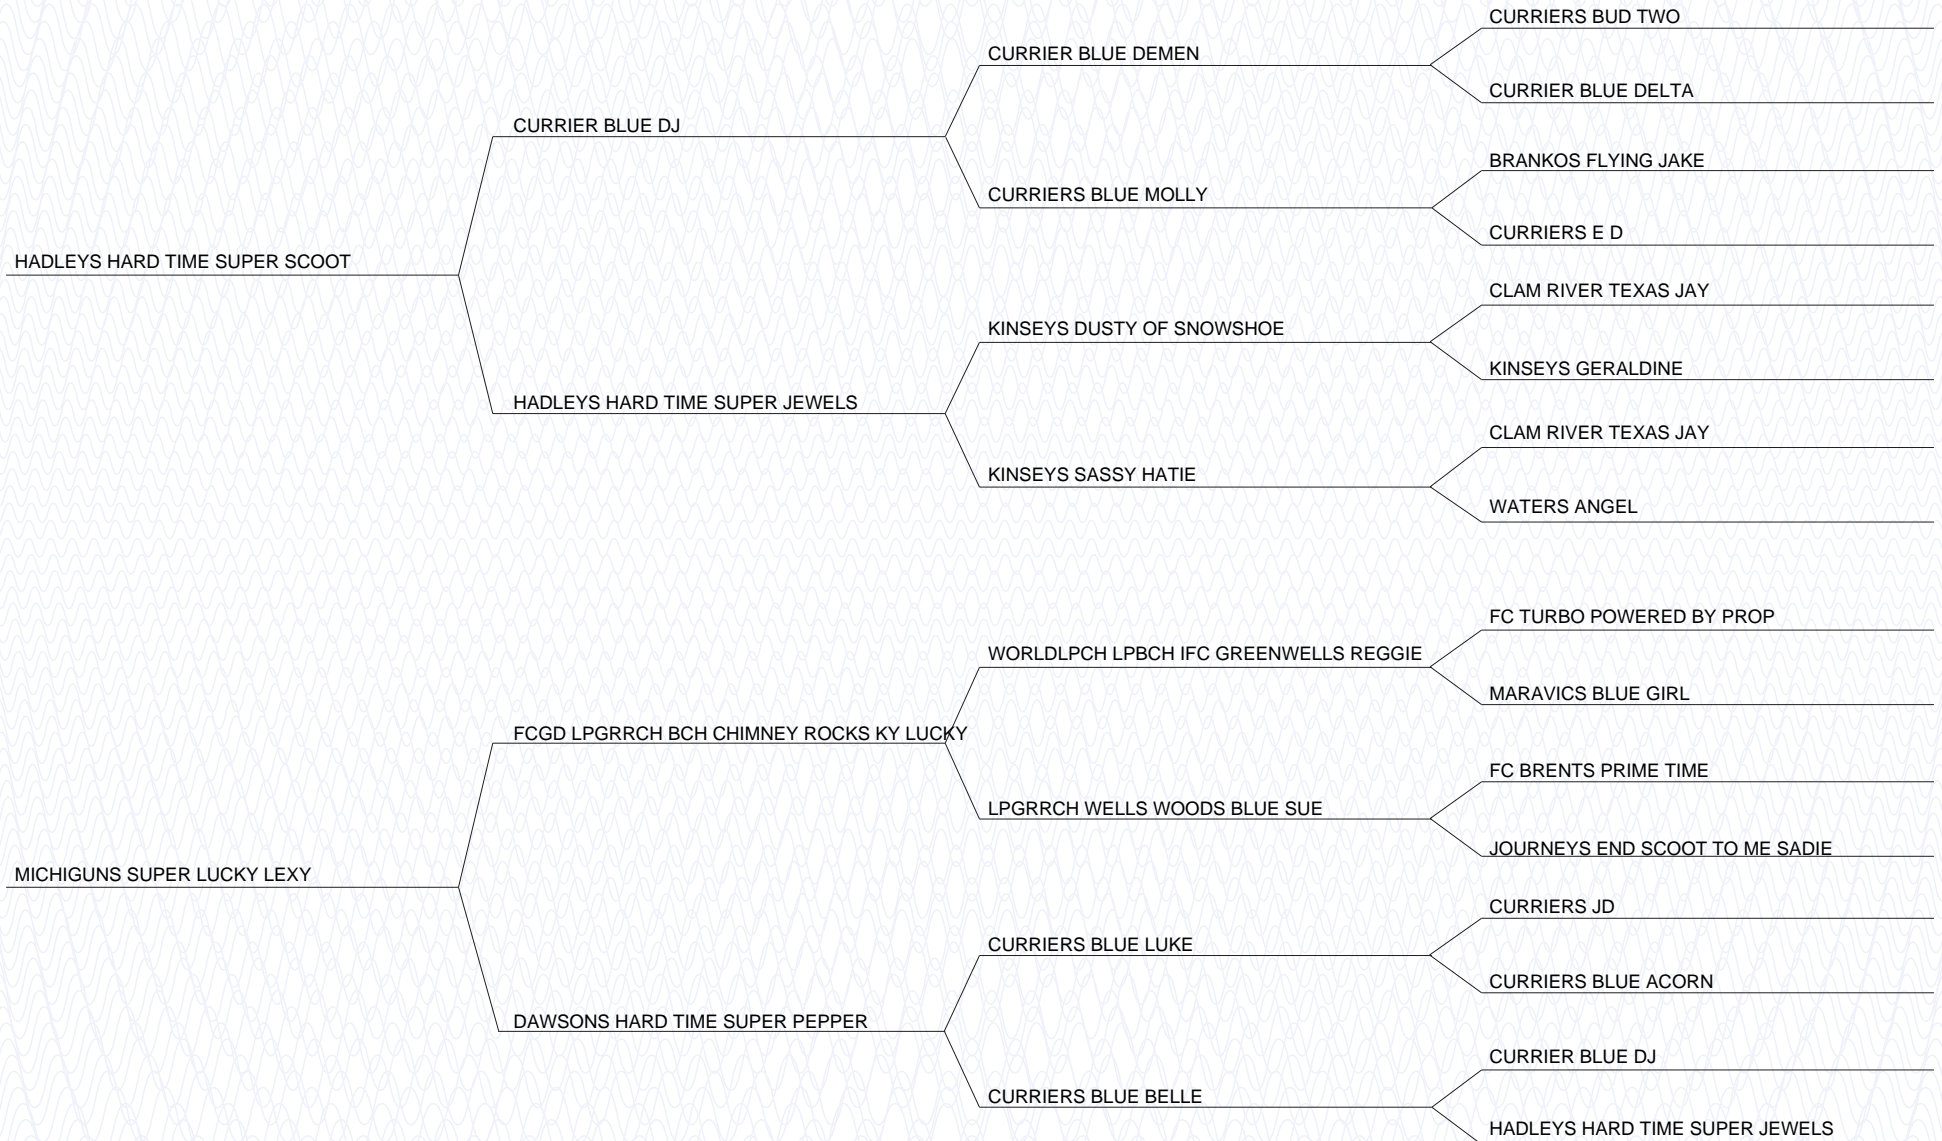 CURRIERS BUD TWO
CURRIER BLUE DEMEN
CURRIER BLUE DELTA
CURRIER BLUE DJ
BRANKOS FLYING JAKE
CURRIERS BLUE MOLLY
CURRIERS E D
HADLEYS HARD TIME SUPER SCOOT
CLAM RIVER TEXAS JAY
KINSEYS DUSTY OF SNOWSHOE
KINSEYS GERALDINE
HADLEYS HARD TIME SUPER JEWELS
CLAM RIVER TEXAS JAY
KINSEYS SASSY HATIE
WATERS ANGEL
FC TURBO POWERED BY PROP
WORLDLPCH LPBCH IFC GREENWELLS REGGIE
MARAVICS BLUE GIRL
FCGD LPGRRCH BCH CHIMNEY ROCKS KY LUCKY
FC BRENTS PRIME TIME
LPGRRCH WELLS WOODS BLUE SUE
JOURNEYS END SCOOT TO ME SADIE
MICHIGUNS SUPER LUCKY LEXY
CURRIERS JD
CURRIERS BLUE LUKE
CURRIERS BLUE ACORN
DAWSONS HARD TIME SUPER PEPPER
CURRIER BLUE DJ
CURRIERS BLUE BELLE
HADLEYS HARD TIME SUPER JEWELS